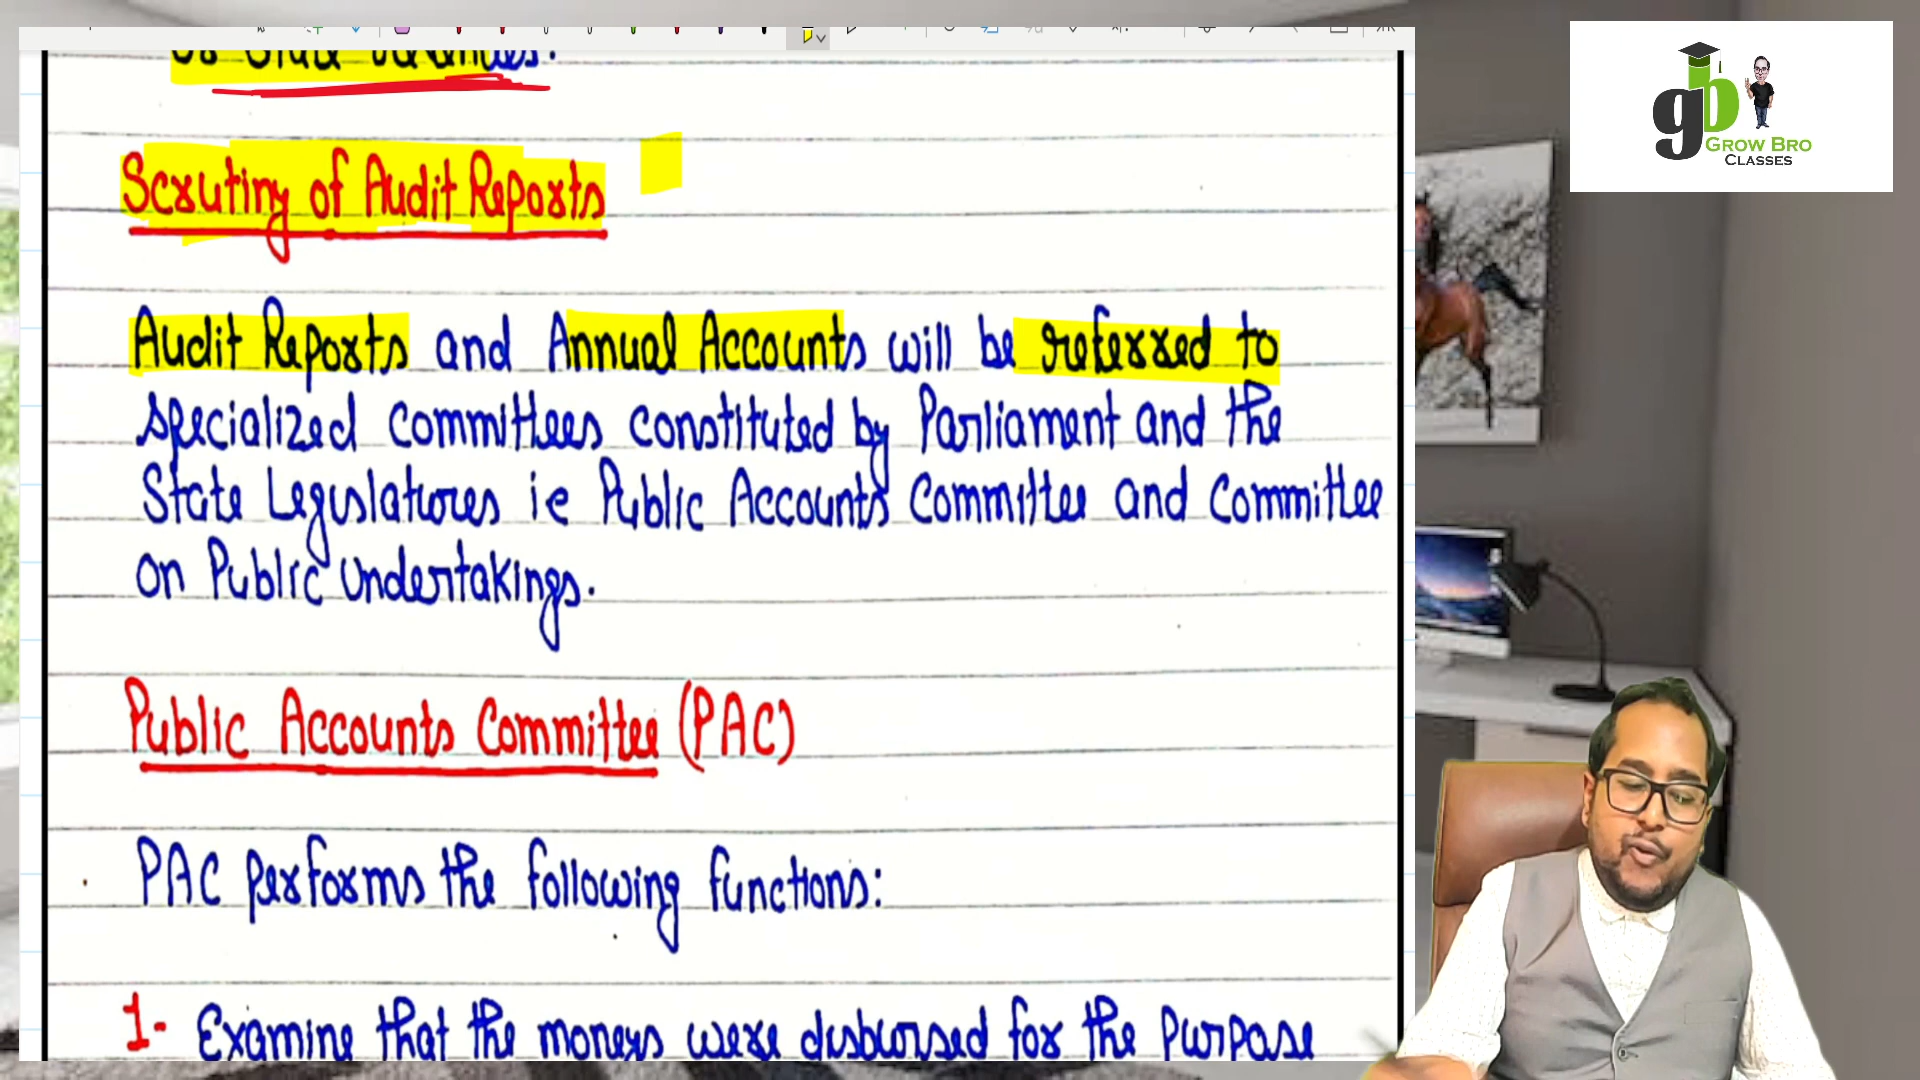 Scrutiny of Audit Reports
Audit Reports and Annual Accounts will be referred to
specialized committees constituted by Parliament and the
State Legislatures ie Public Accounts Committee and Committee
on Public Undertakings.
Public Accounts Committee (PAC)
PAC performs the following functions:
1- Examine that the moneys were disbursed for the purpose
gb
GROW BRO
CLASSES